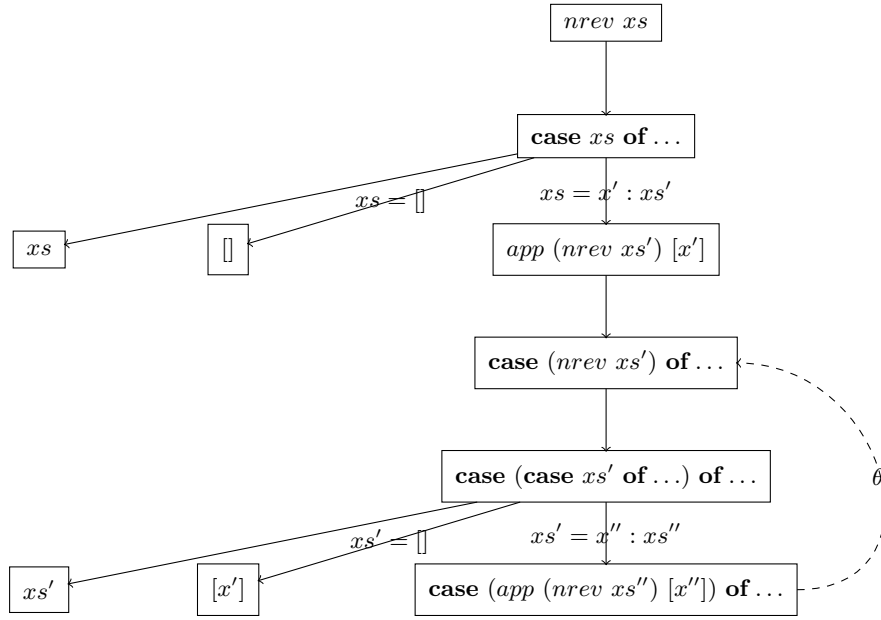 nrev xs
case xs of …
xs = []
xs = x′ : xs′
xs
[]
app (nrev xs′) [x′]
case (nrev xs′) of …
case (case xs′ of …) of …
θ
xs′ = []
xs′ = x″ : xs″
xs′
[x′]
case (app (nrev xs″) [x″]) of …